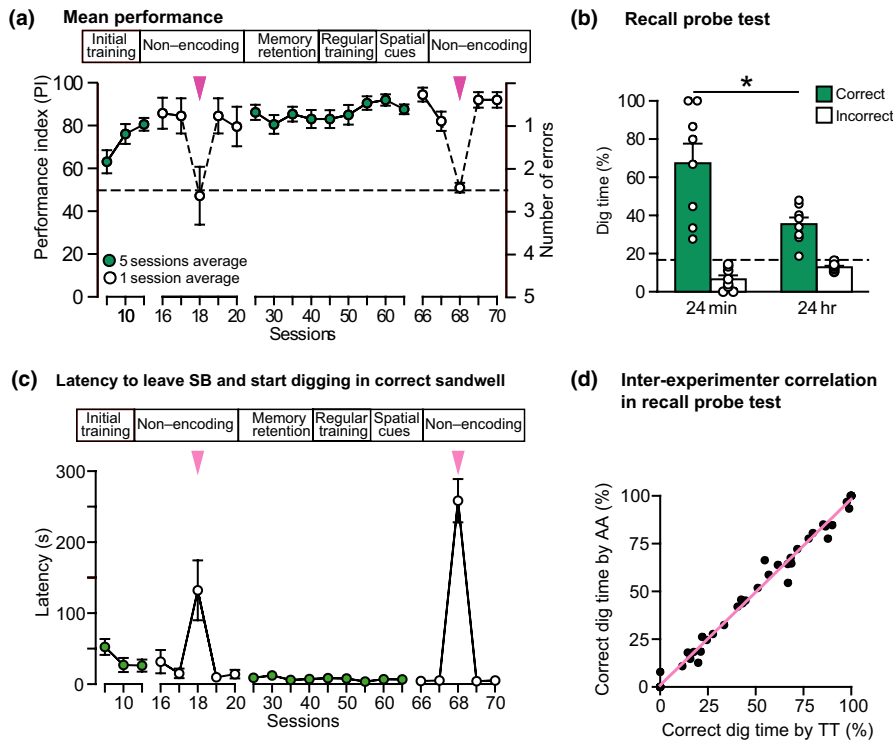 (a) Mean performance
Initial training Non–encoding Memory retention Regular training Spatial cues Non–encoding
Performance index (PI)
100
80
60
40
20
0
Number of errors
1
2
3
4
5
5 sessions average
1 session average
10 16 18 20 30 40 50 60 66 68 70
Sessions
(b) Recall probe test
*
Correct
Incorrect
Dig time (%)
100
80
60
40
20
0
24 min 24 hr
(c) Latency to leave SB and start digging in correct sandwell
Initial training Non–encoding Memory retention Regular training Spatial cues Non–encoding
Latency (s)
300
200
100
0
10 16 18 20 30 40 50 60 66 68 70
Sessions
(d) Inter-experimenter correlation
in recall probe test
Correct dig time by AA (%)
100
75
50
25
0
0 25 50 75 100
Correct dig time by TT (%)